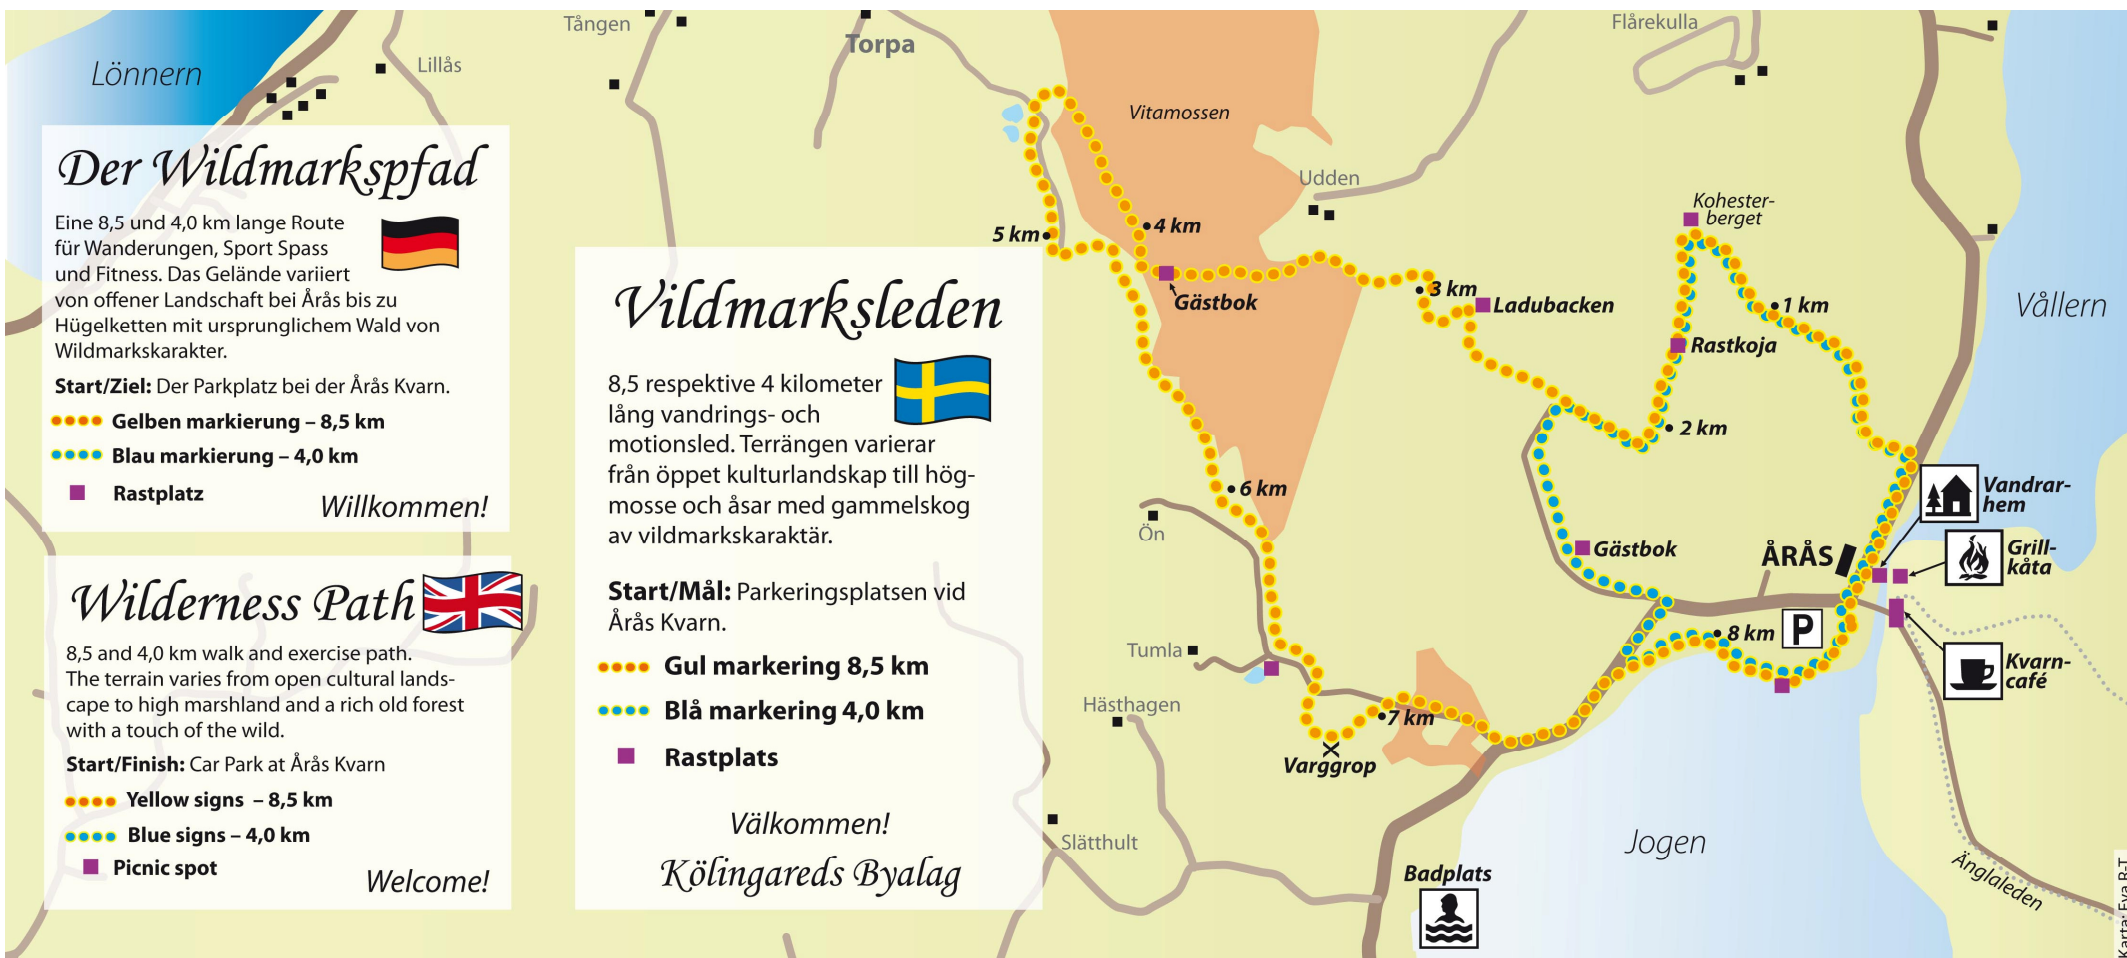 Der Wildmarkspfad
Eine 8,5 und 4,0 km lange Route
für Wanderungen, Sport Spass
und Fitness. Das Gelände variiert
von offener Landschaft bei Årås bis zu
Hügelketten mit ursprunglichem Wald von
Wildmarkskarakter.
Start/Ziel: Der Parkplatz bei der Årås Kvarn.
Gelben markierung – 8,5 km
Blau markierung – 4,0 km
Rastplatz
Willkommen!
Wilderness Path
8,5 and 4,0 km walk and exercise path.
The terrain varies from open cultural lands-
cape to high marshland and a rich old forest
with a touch of the wild.
Start/Finish: Car Park at Årås Kvarn
Yellow signs – 8,5 km
Blue signs – 4,0 km
Picnic spot
Welcome!
Vildmarksleden
8,5 respektive 4 kilometer
lång vandrings- och
motionsled. Terrängen varierar
från öppet kulturlandskap till hög-
mosse och åsar med gammelskog
av vildmarkskaraktär.
Start/Mål: Parkeringsplatsen vid
Årås Kvarn.
Gul markering 8,5 km
Blå markering 4,0 km
Rastplats
Välkommen!
Kölingareds Byalag
Lönnern
Lillås
Tången
Torpa
Flårekulla
Vitamossen
Udden
Kohester-
berget
5 km
4 km
Gästbok
3 km
Ladubacken
1 km
Vållern
Rastkoja
2 km
6 km
Ön
Gästbok
ÅRÅS
Vandrar-
hem
Grill-
kåta
P
8 km
Kvarn-
café
Tumla
Hästhagen
7 km
Varggrop
Slätthult
Jogen
Badplats
Änglaleden
Karta: Eva R-T